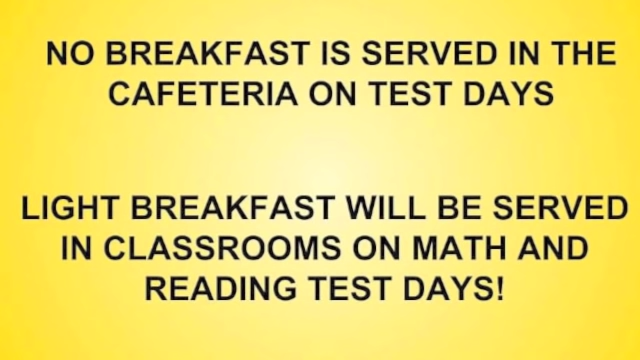 NO BREAKFAST IS SERVED IN THE
CAFETERIA ON TEST DAYS
LIGHT BREAKFAST WILL BE SERVED
IN CLASSROOMS ON MATH AND
READING TEST DAYS!